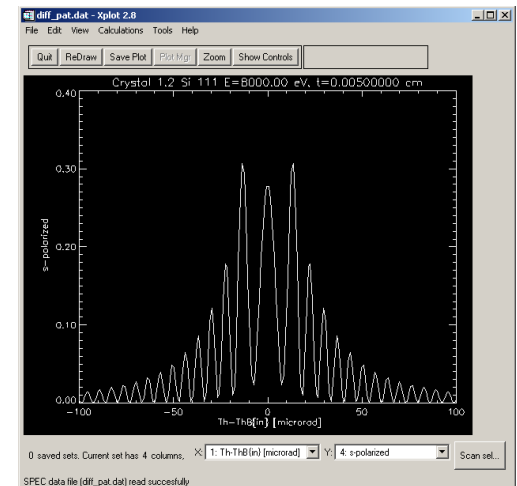 diff_pat.dat - Xplot 2.8
File Edit View Calculations Tools Help
Quit ReDraw Save Plot Plot Mgr Zoom Show Controls
Crystal 1.2 Si 111 E=8000.00 eV, t=0.00500000 cm
0.40
0.30
0.20
0.10
0.00
s-polarized
-100 -50 0 50 100
Th-ThB{in} [microrad]
0 saved sets. Current set has 4 columns, X: 1: Th-ThB{in} [microrad] Y: 4: s-polarized Scan sel...
SPEC data file (diff_pat.dat) read succesfully